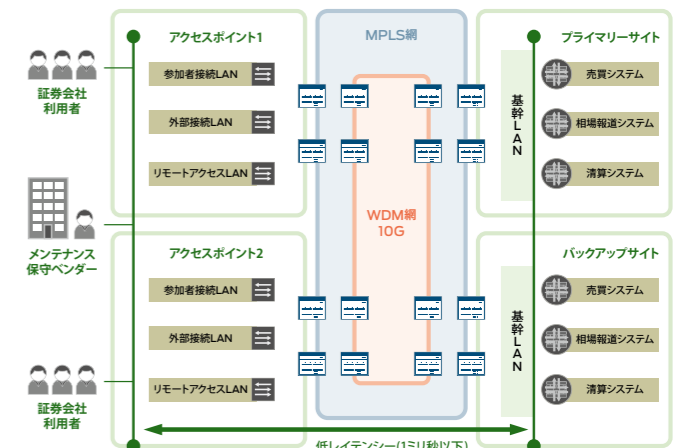 アクセスポイント1
MPLS網
プライマリーサイト
証券会社
利用者
参加者接続LAN
外部接続LAN
リモートアクセスLAN
基幹LAN
売買システム
相場報道システム
清算システム
WDM網
10G
メンテナンス
保守ベンダー
アクセスポイント2
バックアップサイト
参加者接続LAN
外部接続LAN
リモートアクセスLAN
基幹LAN
売買システム
相場報道システム
清算システム
証券会社
利用者
低レイテンシー(1ミリ秒以下)